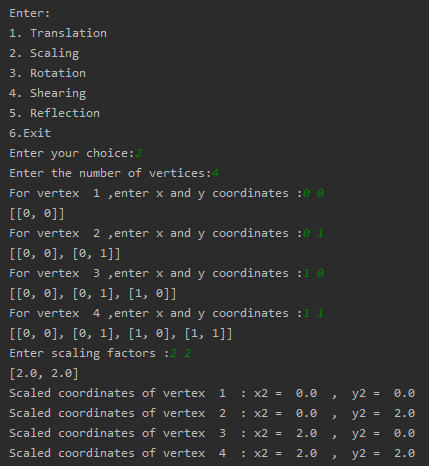 Enter:
1. Translation
2. Scaling
3. Rotation
4. Shearing
5. Reflection
6.Exit
Enter your choice:2
Enter the number of vertices:4
For vertex  1 ,enter x and y coordinates :0 0
[[0, 0]]
For vertex  2 ,enter x and y coordinates :0 1
[[0, 0], [0, 1]]
For vertex  3 ,enter x and y coordinates :1 0
[[0, 0], [0, 1], [1, 0]]
For vertex  4 ,enter x and y coordinates :1 1
[[0, 0], [0, 1], [1, 0], [1, 1]]
Enter scaling factors :2 2
[2.0, 2.0]
Scaled coordinates of vertex  1  : x2 =  0.0  ,  y2 =  0.0
Scaled coordinates of vertex  2  : x2 =  0.0  ,  y2 =  2.0
Scaled coordinates of vertex  3  : x2 =  2.0  ,  y2 =  0.0
Scaled coordinates of vertex  4  : x2 =  2.0  ,  y2 =  2.0